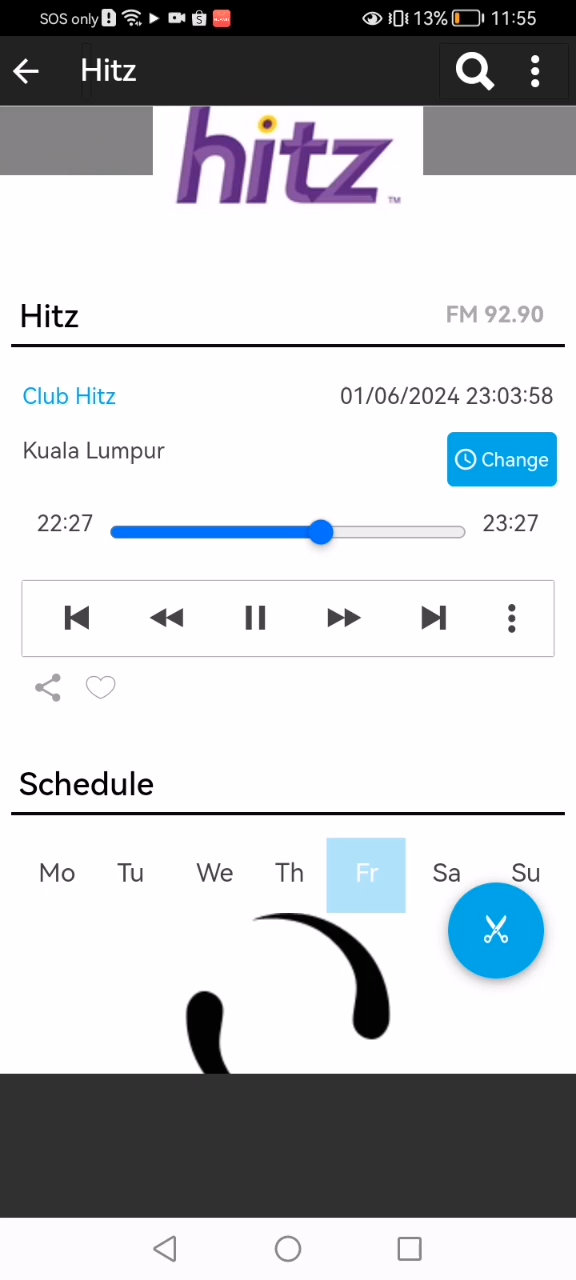 SOS only 13% 11:55
Hitz
hitz™
Hitz FM 92.90
Club Hitz 01/06/2024 23:03:58
Kuala Lumpur Change
22:27 23:27
Schedule
Mo Tu We Th Fr Sa Su